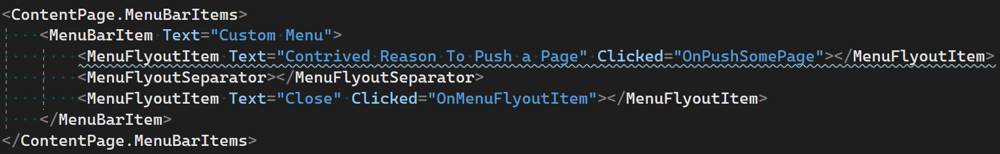 <ContentPage.MenuBarItems>
<MenuBarItem Text="Custom Menu">
<MenuFlyoutItem Text="Contrived Reason To Push a Page" Clicked="OnPushSomePage"></MenuFlyoutItem>
<MenuFlyoutSeparator></MenuFlyoutSeparator>
<MenuFlyoutItem Text="Close" Clicked="OnMenuFlyoutItem"></MenuFlyoutItem>
</MenuBarItem>
</ContentPage.MenuBarItems>